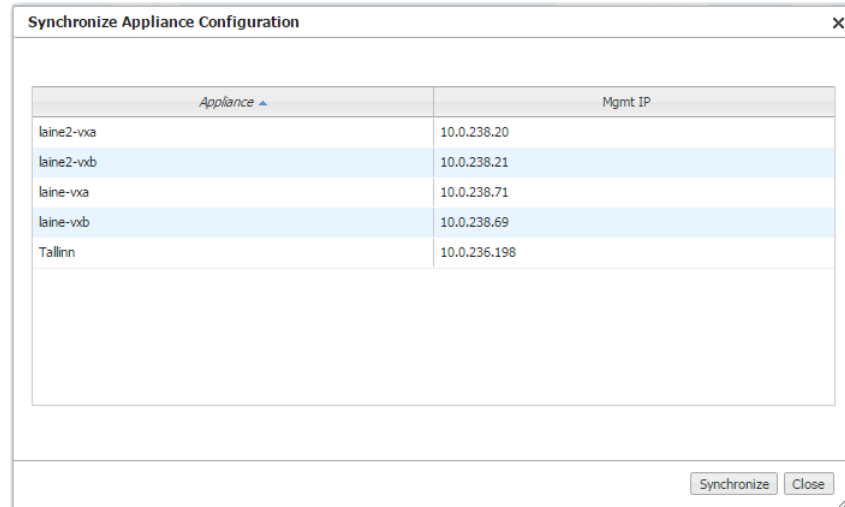 Synchronize Appliance Configuration
Appliance Mgmt IP
laine2-vxa 10.0.238.20
laine2-vxb 10.0.238.21
laine-vxa 10.0.238.71
laine-vxb 10.0.238.69
Tallinn 10.0.236.198
Synchronize Close